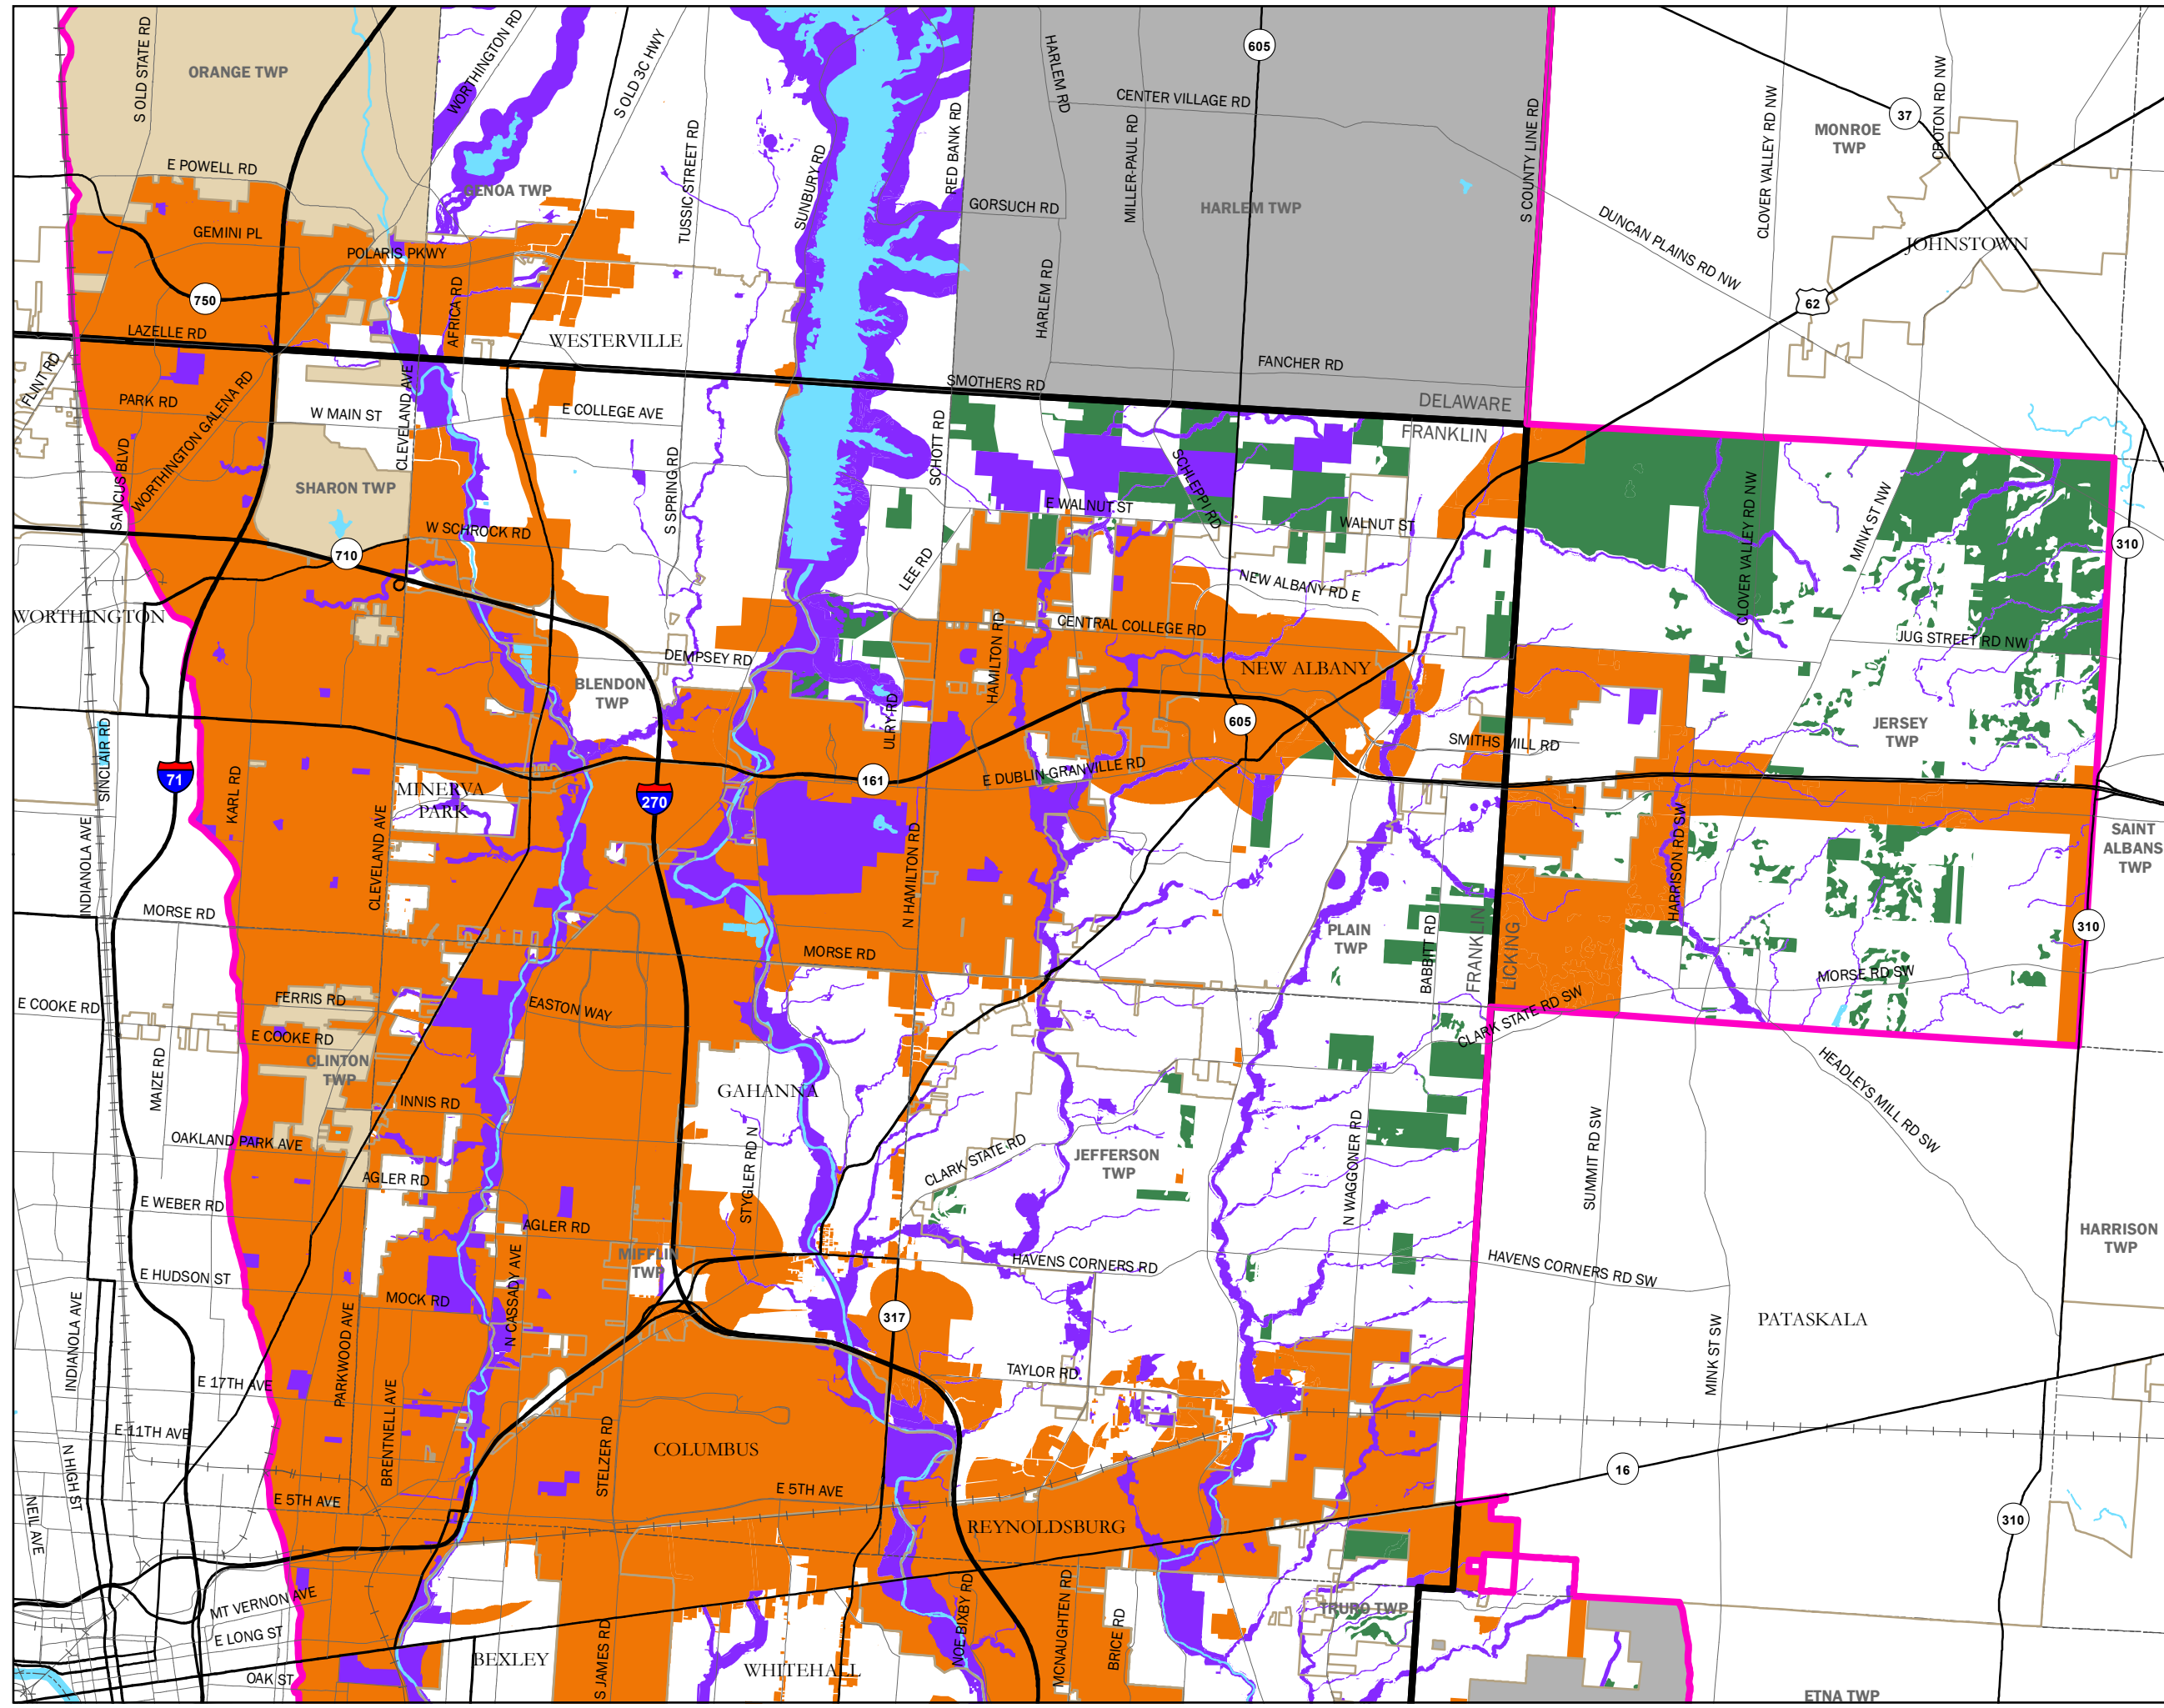 S OLD STATE RD
ORANGE TWP
WORTHINGTON RD
S OLD 3C HWY
605
HARLEM RD
CENTER VILLAGE RD
MILLER-PAUL RD
S COUNTY LINE RD
CLOVER VALLEY RD NW
37
CROTON RD NW
MONROE
TWP
E POWELL RD
GENOA TWP
TUSSIC STREET RD
SUNBURY RD
RED BANK RD
GORSUCH RD
HARLEM TWP
DUNCAN PLAINS RD NW
JOHNSTOWN
GEMINI PL
POLARIS PKWY
HARLEM RD
62
750
AFRICA RD
LAZELLE RD
WESTERVILLE
FANCHER RD
FLINT RD
SMOTHERS RD
DELAWARE
FRANKLIN
PARK RD
WORTHINGTON GALENA RD
W MAIN ST
CLEVELAND AVE
E COLLEGE AVE
SCHOTT RD
SCHLEPPI RD
SANCUS BLVD
SHARON TWP
S SPRING RD
E WALNUT ST
WALNUT ST
CLOVER VALLEY RD NW
MINK ST NW
310
W SCHROCK RD
710
LEE RD
NEW ALBANY RD E
WORTHINGTON
CENTRAL COLLEGE RD
HAMILTON RD
JUG STREET RD NW
DEMPSEY RD
NEW ALBANY
BLENDON
TWP
ULRY RD
605
JERSEY
TWP
SINCLAIR RD
SMITHS MILL RD
71
KARL RD
270
161
E DUBLIN-GRANVILLE RD
MINERVA
PARK
CLEVELAND AVE
N HAMILTON RD
HARRISON RD SW
SAINT
ALBANS
TWP
INDIANOLA AVE
MORSE RD
MORSE RD
PLAIN
TWP
BABBITT RD
FRANKLIN
LICKING
310
MORSE RD SW
E COOKE RD
FERRIS RD
EASTON WAY
CLARK STATE RD SW
E COOKE RD
CLINTON
TWP
MAIZE RD
GAHANNA
HEADLEYS MILL RD SW
INNIS RD
OAKLAND PARK AVE
STYGLER RD N
CLARK STATE RD
JEFFERSON
TWP
N WAGGONER RD
SUMMIT RD SW
AGLER RD
E WEBER RD
AGLER RD
MIFFLIN
TWP
HAVENS CORNERS RD
HAVENS CORNERS RD SW
HARRISON
TWP
E HUDSON ST
MOCK RD
N CASSADY AVE
317
PATASKALA
INDIANOLA AVE
PARKWOOD AVE
MINK ST SW
E 17TH AVE
TAYLOR RD
BRENTNELL AVE
E 11TH AVE
COLUMBUS
STELZER RD
N HIGH ST
16
E 5TH AVE
E 5TH AVE
NEIL AVE
REYNOLDSBURG
310
MT VERNON AVE
NOE BIXBY RD
MCNAUGHTEN RD
BRICE RD
TRURO TWP
E LONG ST
BEXLEY
S JAMES RD
WHITEHALL
OAK ST
ETNA TWP